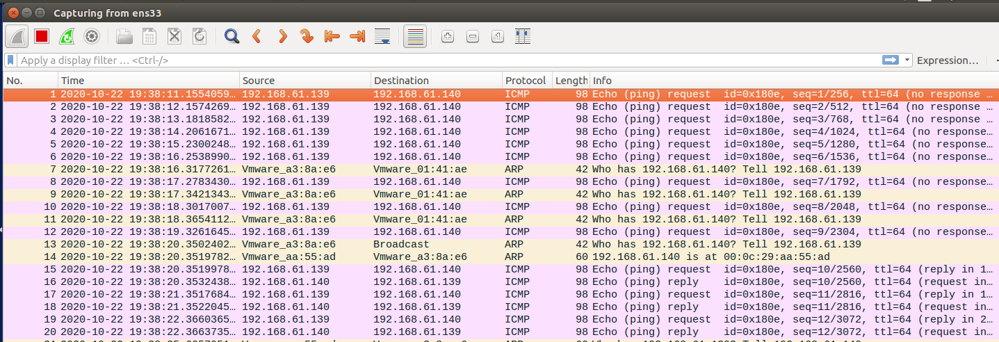 Capturing from ens33
Apply a display filter … <Ctrl-/> Expression…
No. Time Source Destination Protocol Length Info
1 2020-10-22 19:38:11.1554059… 192.168.61.139 192.168.61.140 ICMP 98 Echo (ping) request id=0x180e, seq=1/256, ttl=64 (no response …
2 2020-10-22 19:38:12.1574269… 192.168.61.139 192.168.61.140 ICMP 98 Echo (ping) request id=0x180e, seq=2/512, ttl=64 (no response …
3 2020-10-22 19:38:13.1818582… 192.168.61.139 192.168.61.140 ICMP 98 Echo (ping) request id=0x180e, seq=3/768, ttl=64 (no response …
4 2020-10-22 19:38:14.2061671… 192.168.61.139 192.168.61.140 ICMP 98 Echo (ping) request id=0x180e, seq=4/1024, ttl=64 (no response…
5 2020-10-22 19:38:15.2300248… 192.168.61.139 192.168.61.140 ICMP 98 Echo (ping) request id=0x180e, seq=5/1280, ttl=64 (no response…
6 2020-10-22 19:38:16.2538990… 192.168.61.139 192.168.61.140 ICMP 98 Echo (ping) request id=0x180e, seq=6/1536, ttl=64 (no response…
7 2020-10-22 19:38:16.3177261… Vmware_a3:8a:e6 Vmware_01:41:ae ARP 42 Who has 192.168.61.140? Tell 192.168.61.139
8 2020-10-22 19:38:17.2783430… 192.168.61.139 192.168.61.140 ICMP 98 Echo (ping) request id=0x180e, seq=7/1792, ttl=64 (no response…
9 2020-10-22 19:38:17.3421343… Vmware_a3:8a:e6 Vmware_01:41:ae ARP 42 Who has 192.168.61.140? Tell 192.168.61.139
10 2020-10-22 19:38:18.3017007… 192.168.61.139 192.168.61.140 ICMP 98 Echo (ping) request id=0x180e, seq=8/2048, ttl=64 (no response…
11 2020-10-22 19:38:18.3654112… Vmware_a3:8a:e6 Vmware_01:41:ae ARP 42 Who has 192.168.61.140? Tell 192.168.61.139
12 2020-10-22 19:38:19.3261645… 192.168.61.139 192.168.61.140 ICMP 98 Echo (ping) request id=0x180e, seq=9/2304, ttl=64 (no response…
13 2020-10-22 19:38:20.3502402… Vmware_a3:8a:e6 Broadcast ARP 42 Who has 192.168.61.140? Tell 192.168.61.139
14 2020-10-22 19:38:20.3519782… Vmware_aa:55:ad Vmware_a3:8a:e6 ARP 60 192.168.61.140 is at 00:0c:29:aa:55:ad
15 2020-10-22 19:38:20.3519978… 192.168.61.139 192.168.61.140 ICMP 98 Echo (ping) request id=0x180e, seq=10/2560, ttl=64 (reply in 1…
16 2020-10-22 19:38:20.3532438… 192.168.61.140 192.168.61.139 ICMP 98 Echo (ping) reply id=0x180e, seq=10/2560, ttl=64 (request in…
17 2020-10-22 19:38:21.3517684… 192.168.61.139 192.168.61.140 ICMP 98 Echo (ping) request id=0x180e, seq=11/2816, ttl=64 (reply in 1…
18 2020-10-22 19:38:21.3522045… 192.168.61.140 192.168.61.139 ICMP 98 Echo (ping) reply id=0x180e, seq=11/2816, ttl=64 (request in…
19 2020-10-22 19:38:22.3660365… 192.168.61.139 192.168.61.140 ICMP 98 Echo (ping) request id=0x180e, seq=12/3072, ttl=64 (reply in 2…
20 2020-10-22 19:38:22.3663735… 192.168.61.140 192.168.61.139 ICMP 98 Echo (ping) reply id=0x180e, seq=12/3072, ttl=64 (request in…